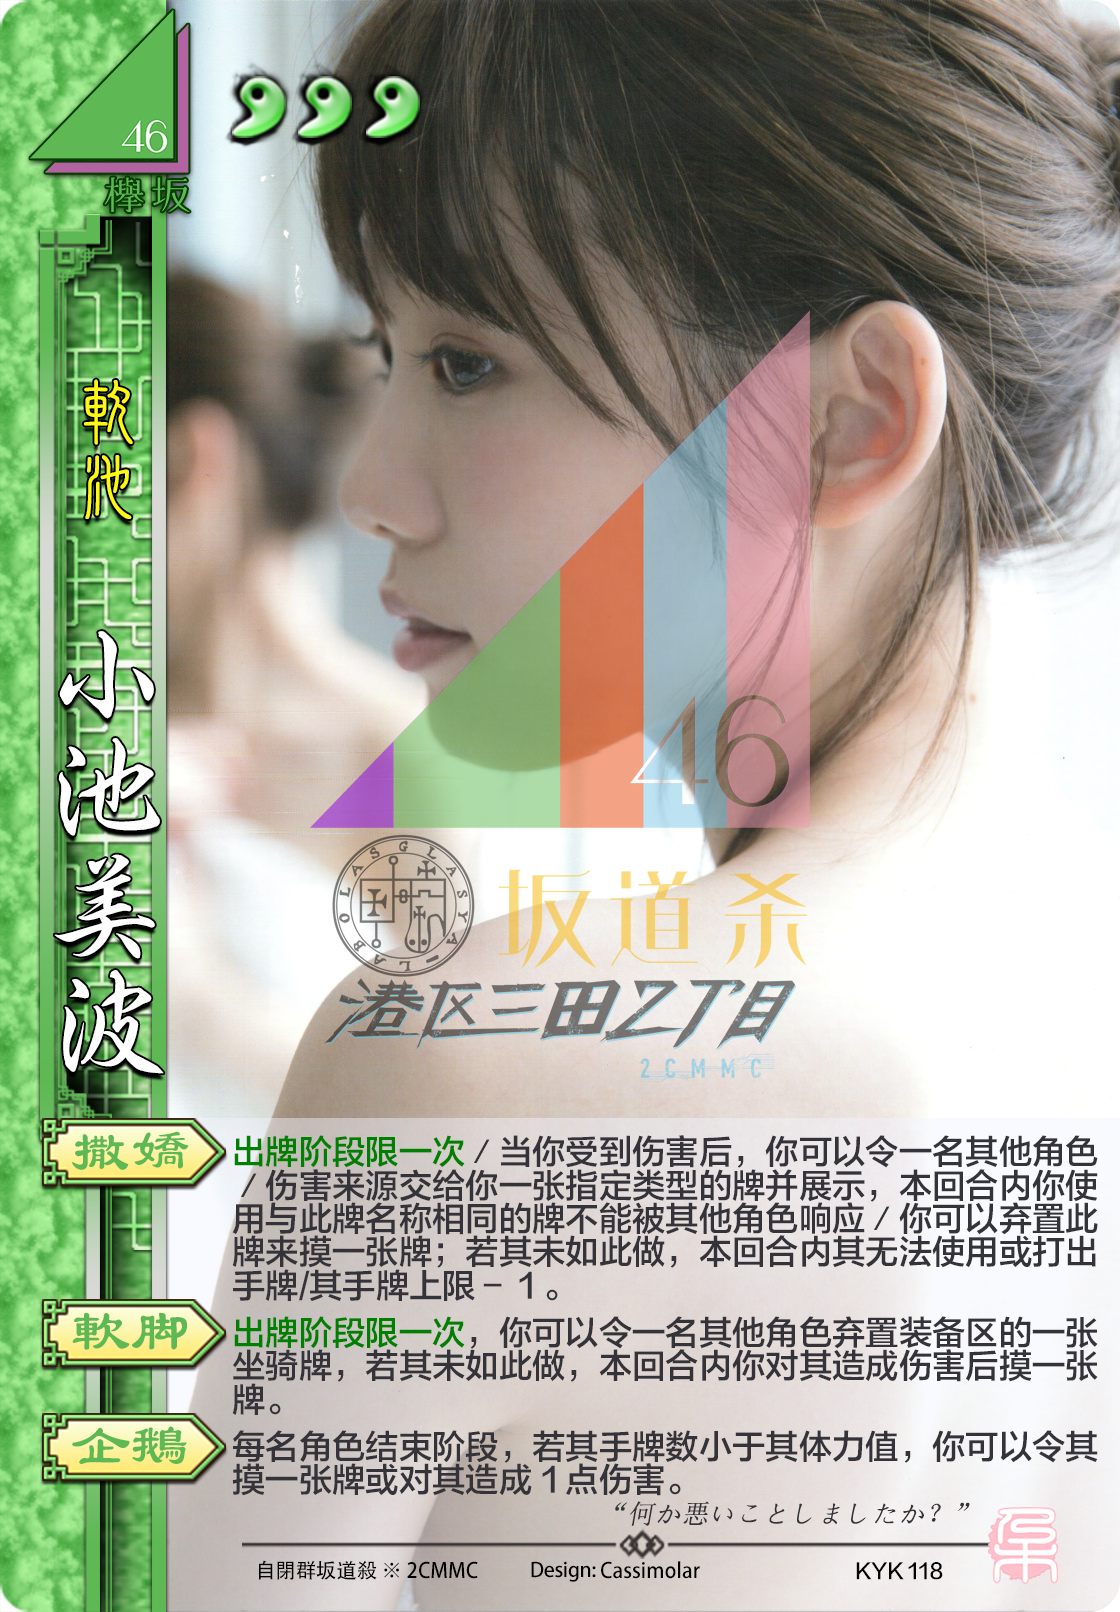 46
欅坂
軟池
小池美波
46
GLASYA-LABOLAS
坂道杀
港区三田乙丁目
2CMMC
撒嬌
出牌阶段限一次 / 当你受到伤害后，你可以令一名其他角色
/ 伤害来源交给你一张指定类型的牌并展示，本回合内你使
用与此牌名称相同的牌不能被其他角色响应 / 你可以弃置此
牌来摸一张牌；若其未如此做，本回合内其无法使用或打出
手牌/其手牌上限 – 1。
軟脚
出牌阶段限一次，你可以令一名其他角色弃置装备区的一张
坐骑牌，若其未如此做，本回合内你对其造成伤害后摸一张
牌。
企鵝
每名角色结束阶段，若其手牌数小于其体力值，你可以令其
摸一张牌或对其造成 1点伤害。
“何か悪いことしましたか？”
自閉群坂道殺 ※ 2CMMC
Design: Cassimolar
KYK 118